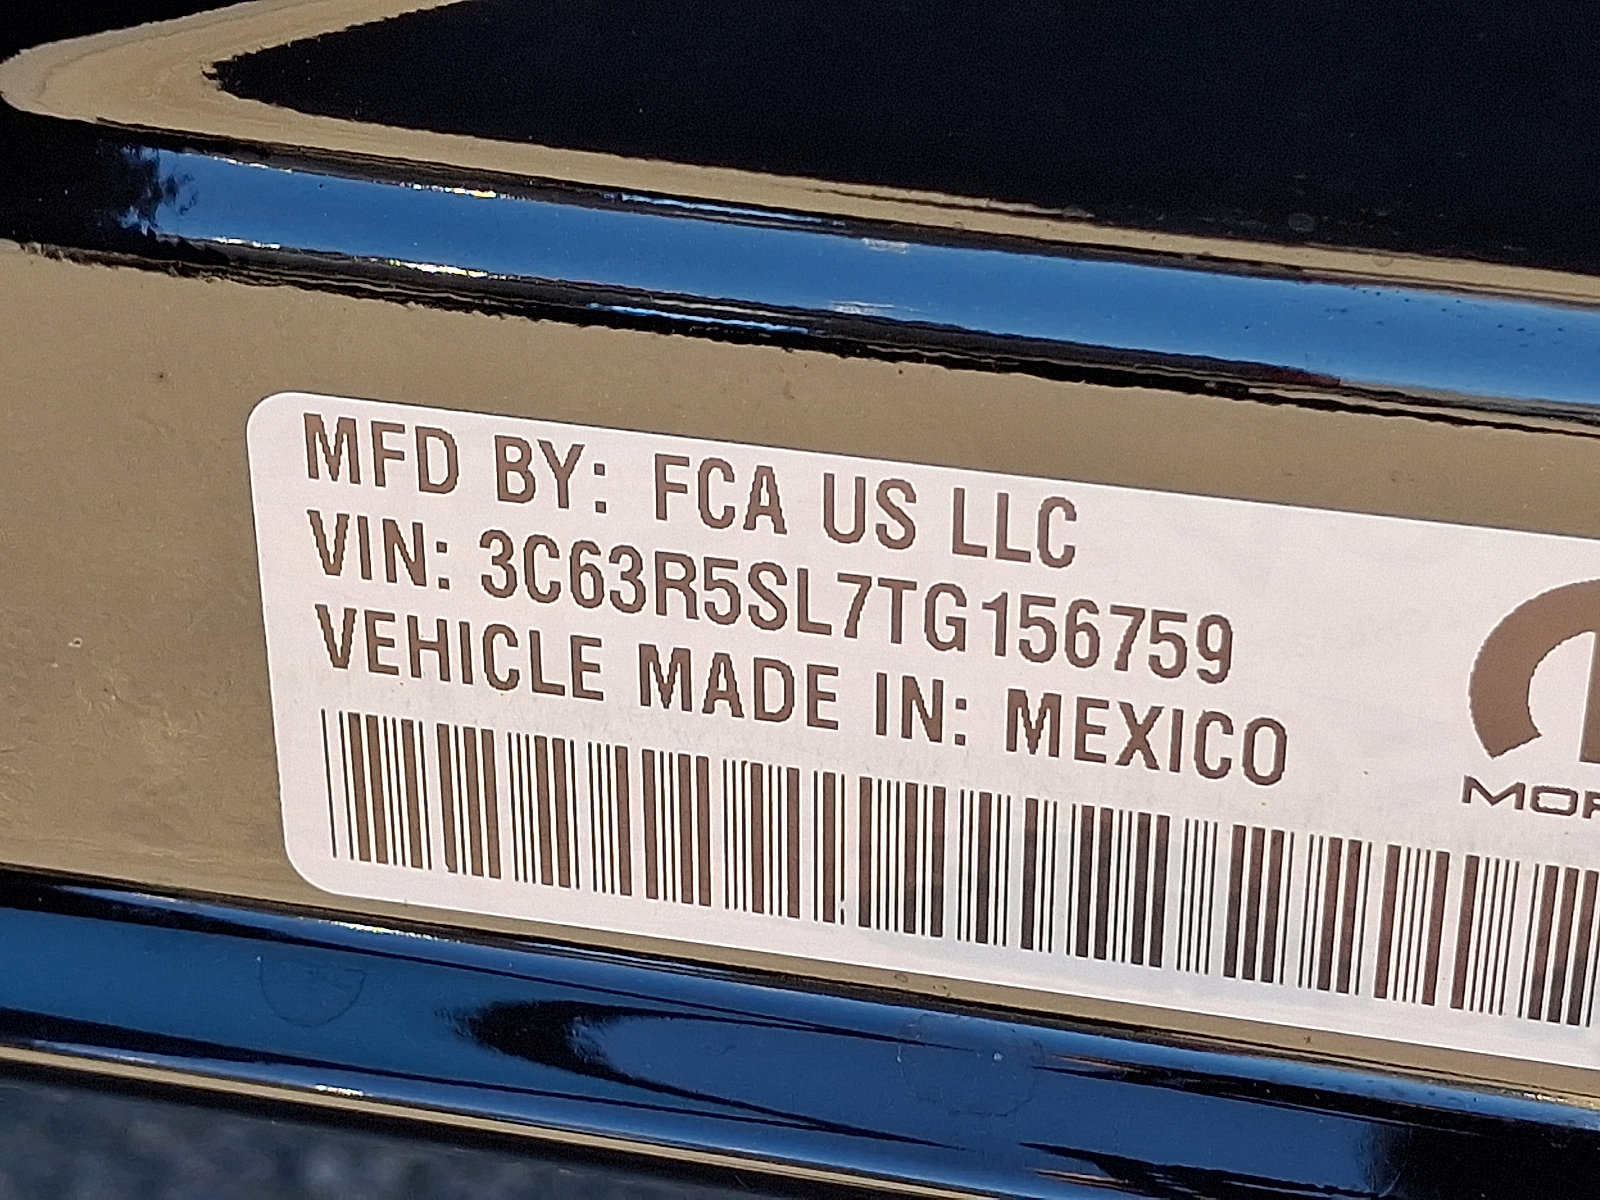 MFD BY: FCA US LLC
VIN: 3C63R5SL7TG156759
VEHICLE MADE IN: MEXICO